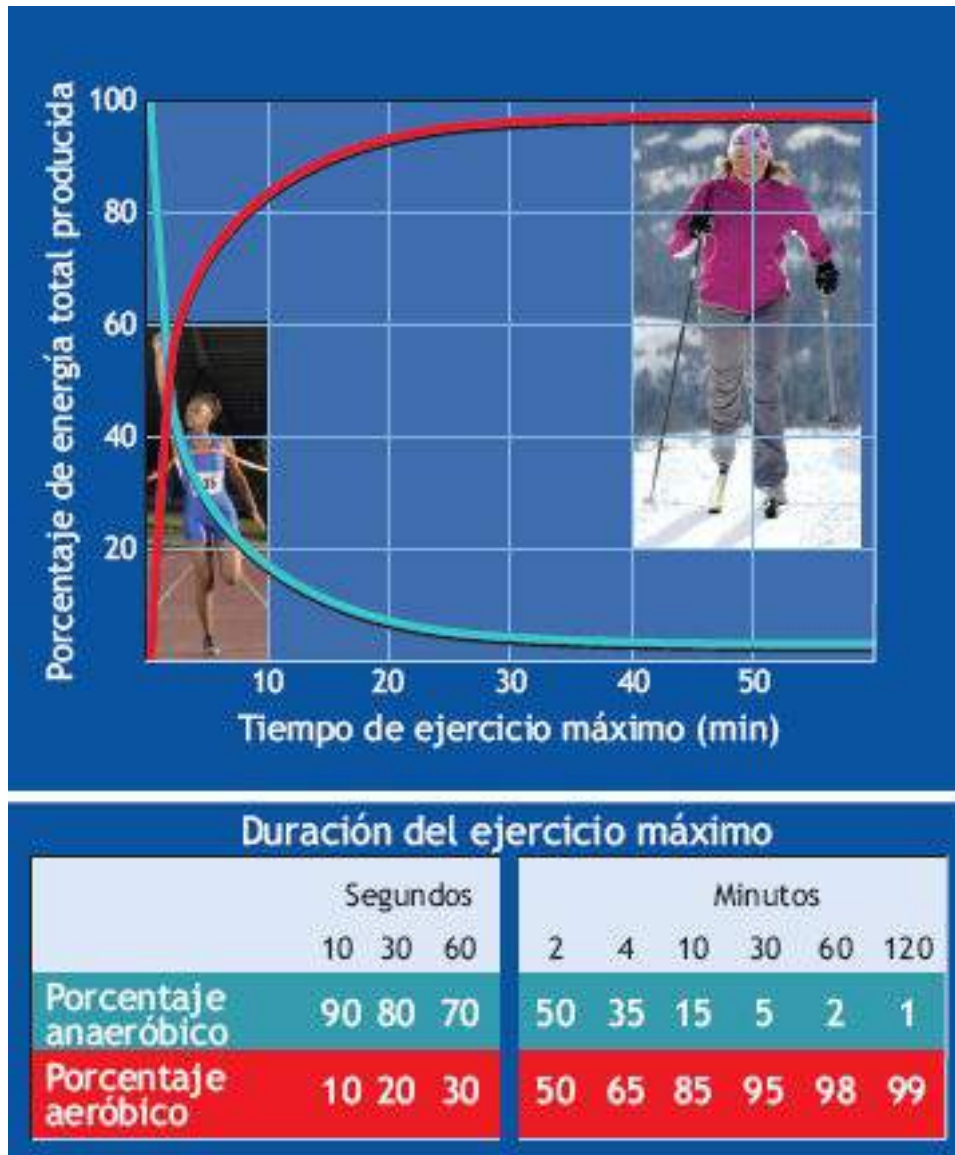 Porcentaje de energía total producida
100
80
60
40
20
35
10 20 30 40 50
Tiempo de ejercicio máximo (min)
Duración del ejercicio máximo
Segundos Minutos
10 30 60 2 4 10 30 60 120
Porcentaje
anaeróbico 90 80 70 50 35 15 5 2 1
Porcentaje
aeróbico 10 20 30 50 65 85 95 98 99